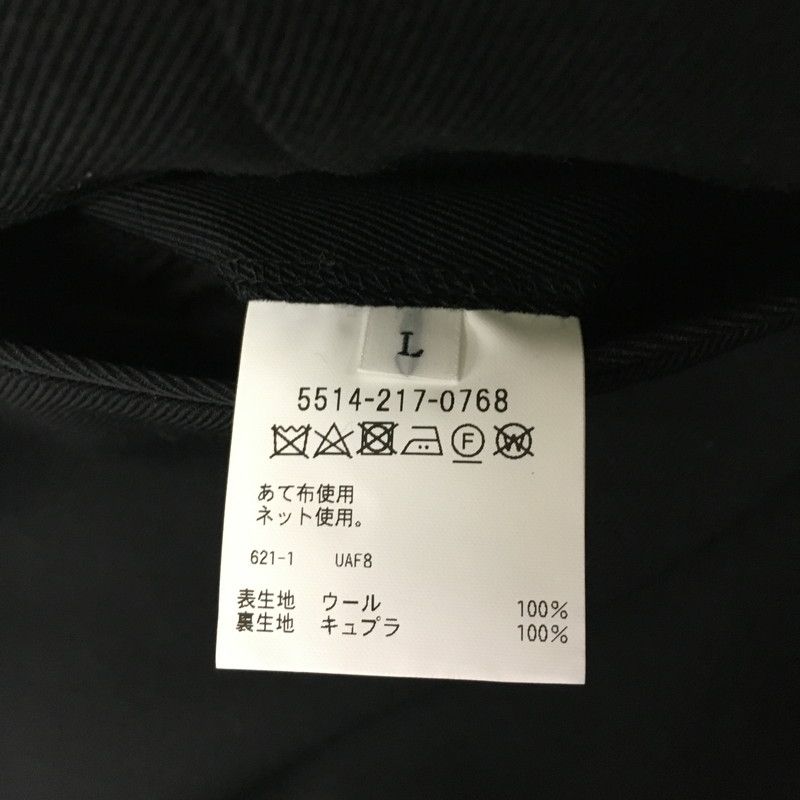 L
5514-217-0768
F W
あて布使用
ネット使用。
621-1 UAF8
表生地 ウール 100%
裏生地 キュプラ 100%